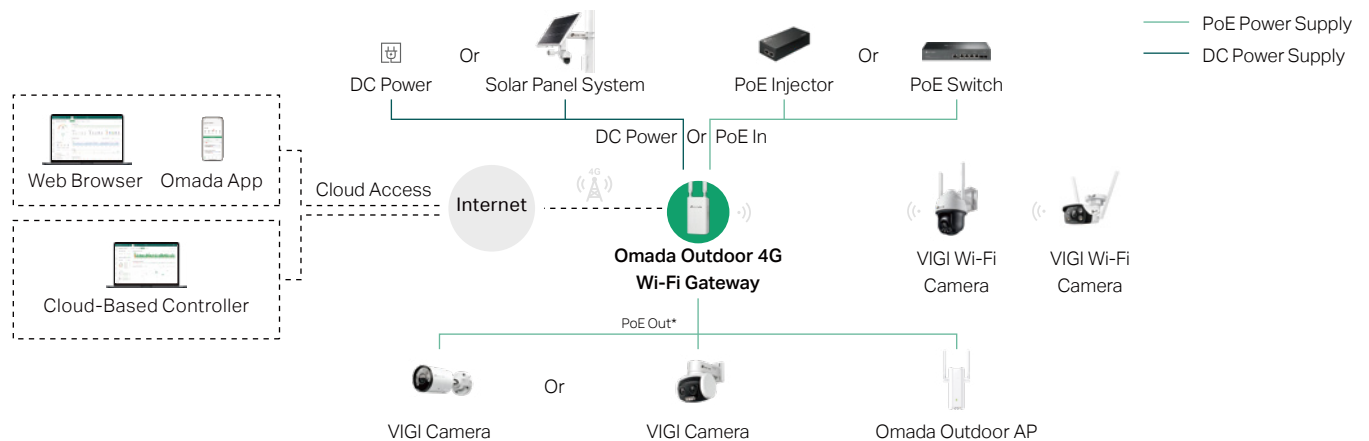 PoE Power Supply
DC Power Supply
Or
Or
DC Power
Solar Panel System
PoE Injector
PoE Switch
DC Power Or PoE In
Web Browser
Omada App
Cloud Access
Internet
4G
Cloud-Based Controller
Omada Outdoor 4G
Wi-Fi Gateway
VIGI Wi-Fi
Camera
VIGI Wi-Fi
Camera
PoE Out*
Or
VIGI Camera
VIGI Camera
Omada Outdoor AP